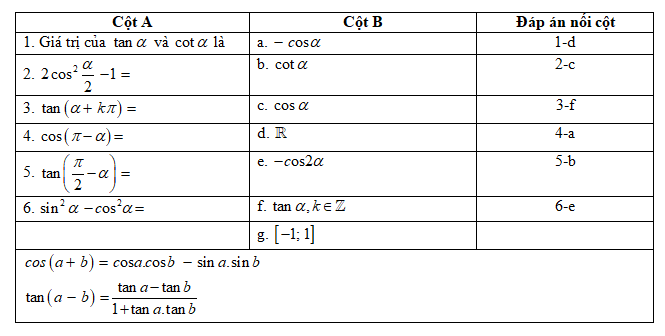 Cột A Cột B Đáp án nối cột
1. Giá trị của tan α và cot α là a. − cosα 1-d
2. 2cos² α/2 −1 = b. cot α 2-c
3. tan(α + kπ) = c. cos α 3-f
4. cos(π − α) = d. ℝ 4-a
5. tan(π/2 − α) = e. −cos2α 5-b
6. sin² α − cos²α = f. tan α, k ∈ ℤ 6-e
g. [−1; 1]
cos(a + b) = cosa.cosb − sin a.sin b
tan(a − b) = (tan a − tan b)/(1 + tan a.tan b)